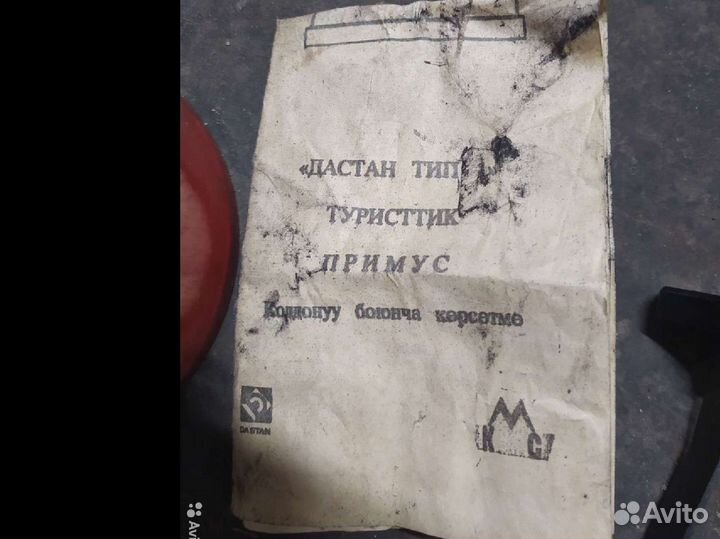 «ДАСТАН ТИП
ТУРИСТТИК
ПРИМУС
Колдонуу боюнча көрсөтмө
DASTAN
Avito